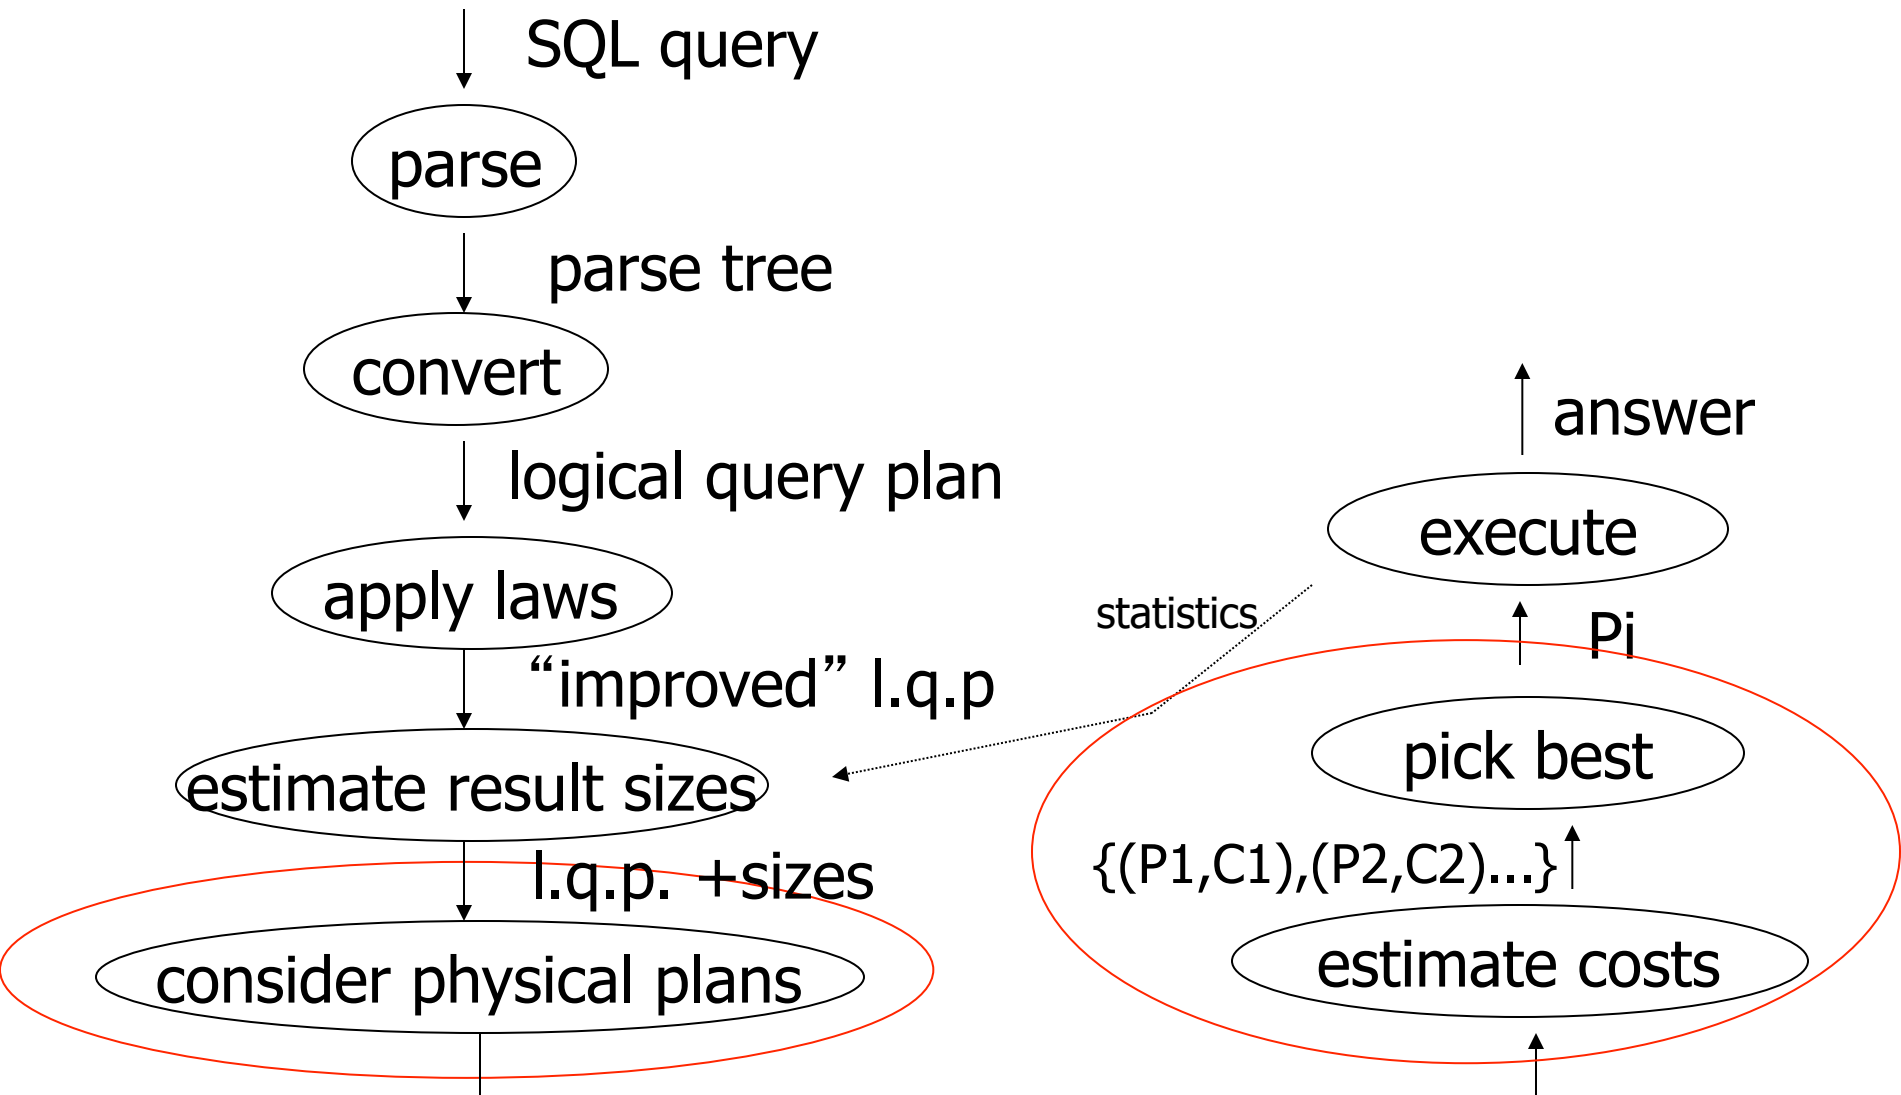 SQL query
parse
parse tree
convert
logical query plan
apply laws
“improved” l.q.p
estimate result sizes
l.q.p. +sizes
consider physical plans
answer
execute
statistics
Pi
pick best
{(P1,C1),(P2,C2)...}
estimate costs